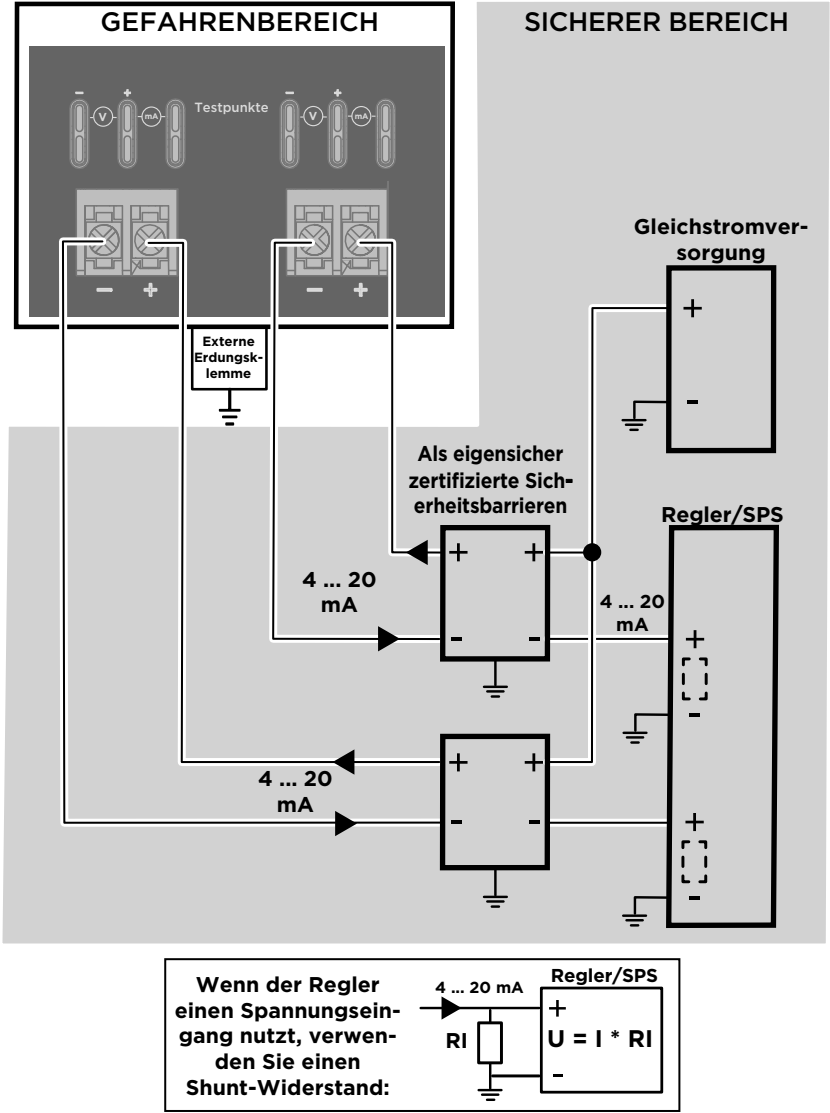 GEFAHRENBEREICH
SICHERER BEREICH
- + - +
V mA Testpunkte V mA
- + - +
Externe
Erdungsk-
lemme
Gleichstromver-
sorgung
+
-
Als eigensicher
zertifizierte Sich-
erheitsbarrieren
Regler/SPS
+ +
- -
4 ... 20
mA
4 ... 20
mA
+
-
+ +
- -
4 ... 20
mA
+
-
Wenn der Regler
einen Spannungsein-
gang nutzt, verwen-
den Sie einen
Shunt-Widerstand:
4 ... 20 mA
RI
Regler/SPS
+
U = I * RI
-